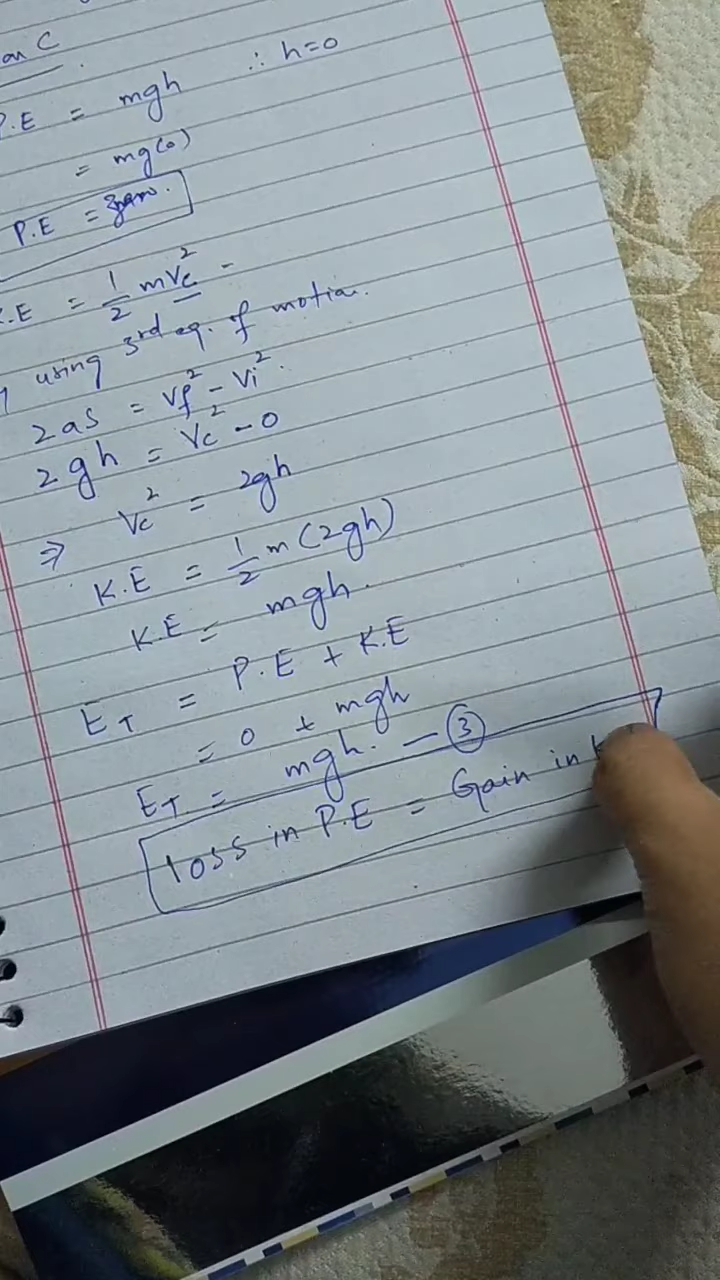 an C
P.E = mgh ∴ h=0
= mg(0)
P.E = zero.
K.E = 1/2 mVc² -
using 3rd eq. of motion.
2as = Vf² - Vi².
2gh = Vc² - 0
⇒ Vc² = 2gh
K.E = 1/2 m (2gh)
K.E = mgh.
ET = P.E + K.E
= 0 + mgh
ET = mgh. — ③
loss in P.E = Gain in